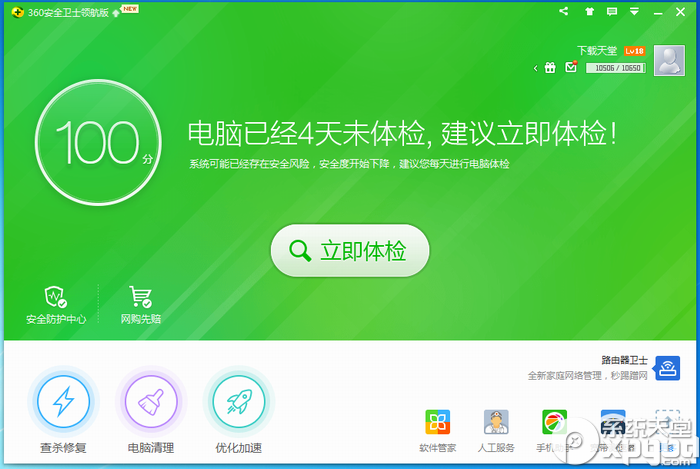 360安全卫士领航版 NEW
下载天堂 Lv18
10506 / 10650
100分
电脑已经4天未体检, 建议立即体检!
系统可能已经存在安全风险，安全度开始下降，建议您每天进行电脑体检
立即体检
安全防护中心 网购先赔
路由器卫士
全新家庭网络管理，秒踢蹭网
查杀修复 电脑清理 优化加速
软件管家 人工服务 手机
系统天堂
xpgod